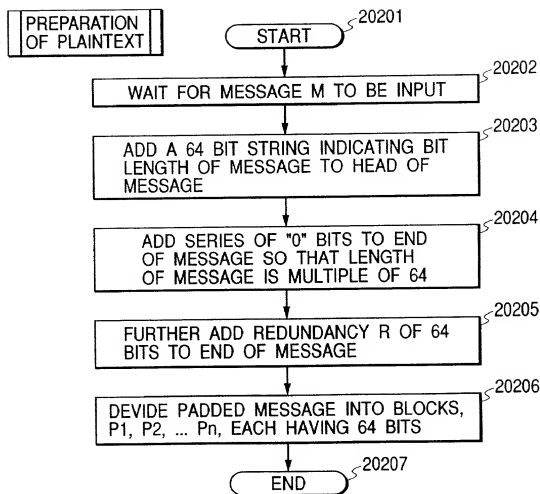 PREPARATION
OF PLAINTEXT
START
20201
20202
WAIT FOR MESSAGE M TO BE INPUT
20203
ADD A 64 BIT STRING INDICATING BIT
LENGTH OF MESSAGE TO HEAD OF
MESSAGE
20204
ADD SERIES OF "0" BITS TO END
OF MESSAGE SO THAT LENGTH
OF MESSAGE IS MULTIPLE OF 64
20205
FURTHER ADD REDUNDANCY R OF 64
BITS TO END OF MESSAGE
20206
DEVIDE PADDED MESSAGE INTO BLOCKS,
P1, P2, ... Pn, EACH HAVING 64 BITS
20207
END